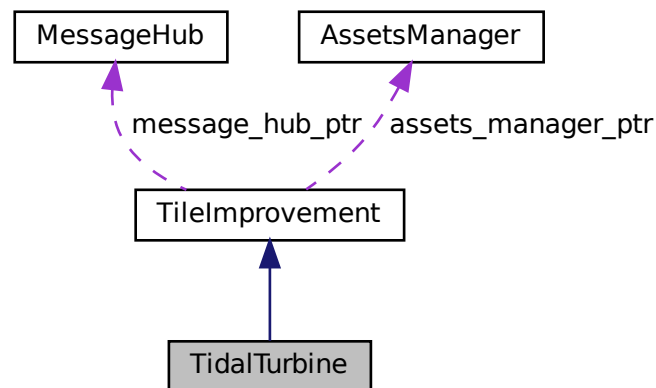 MessageHub
AssetsManager
message_hub_ptr
assets_manager_ptr
TileImprovement
TidalTurbine